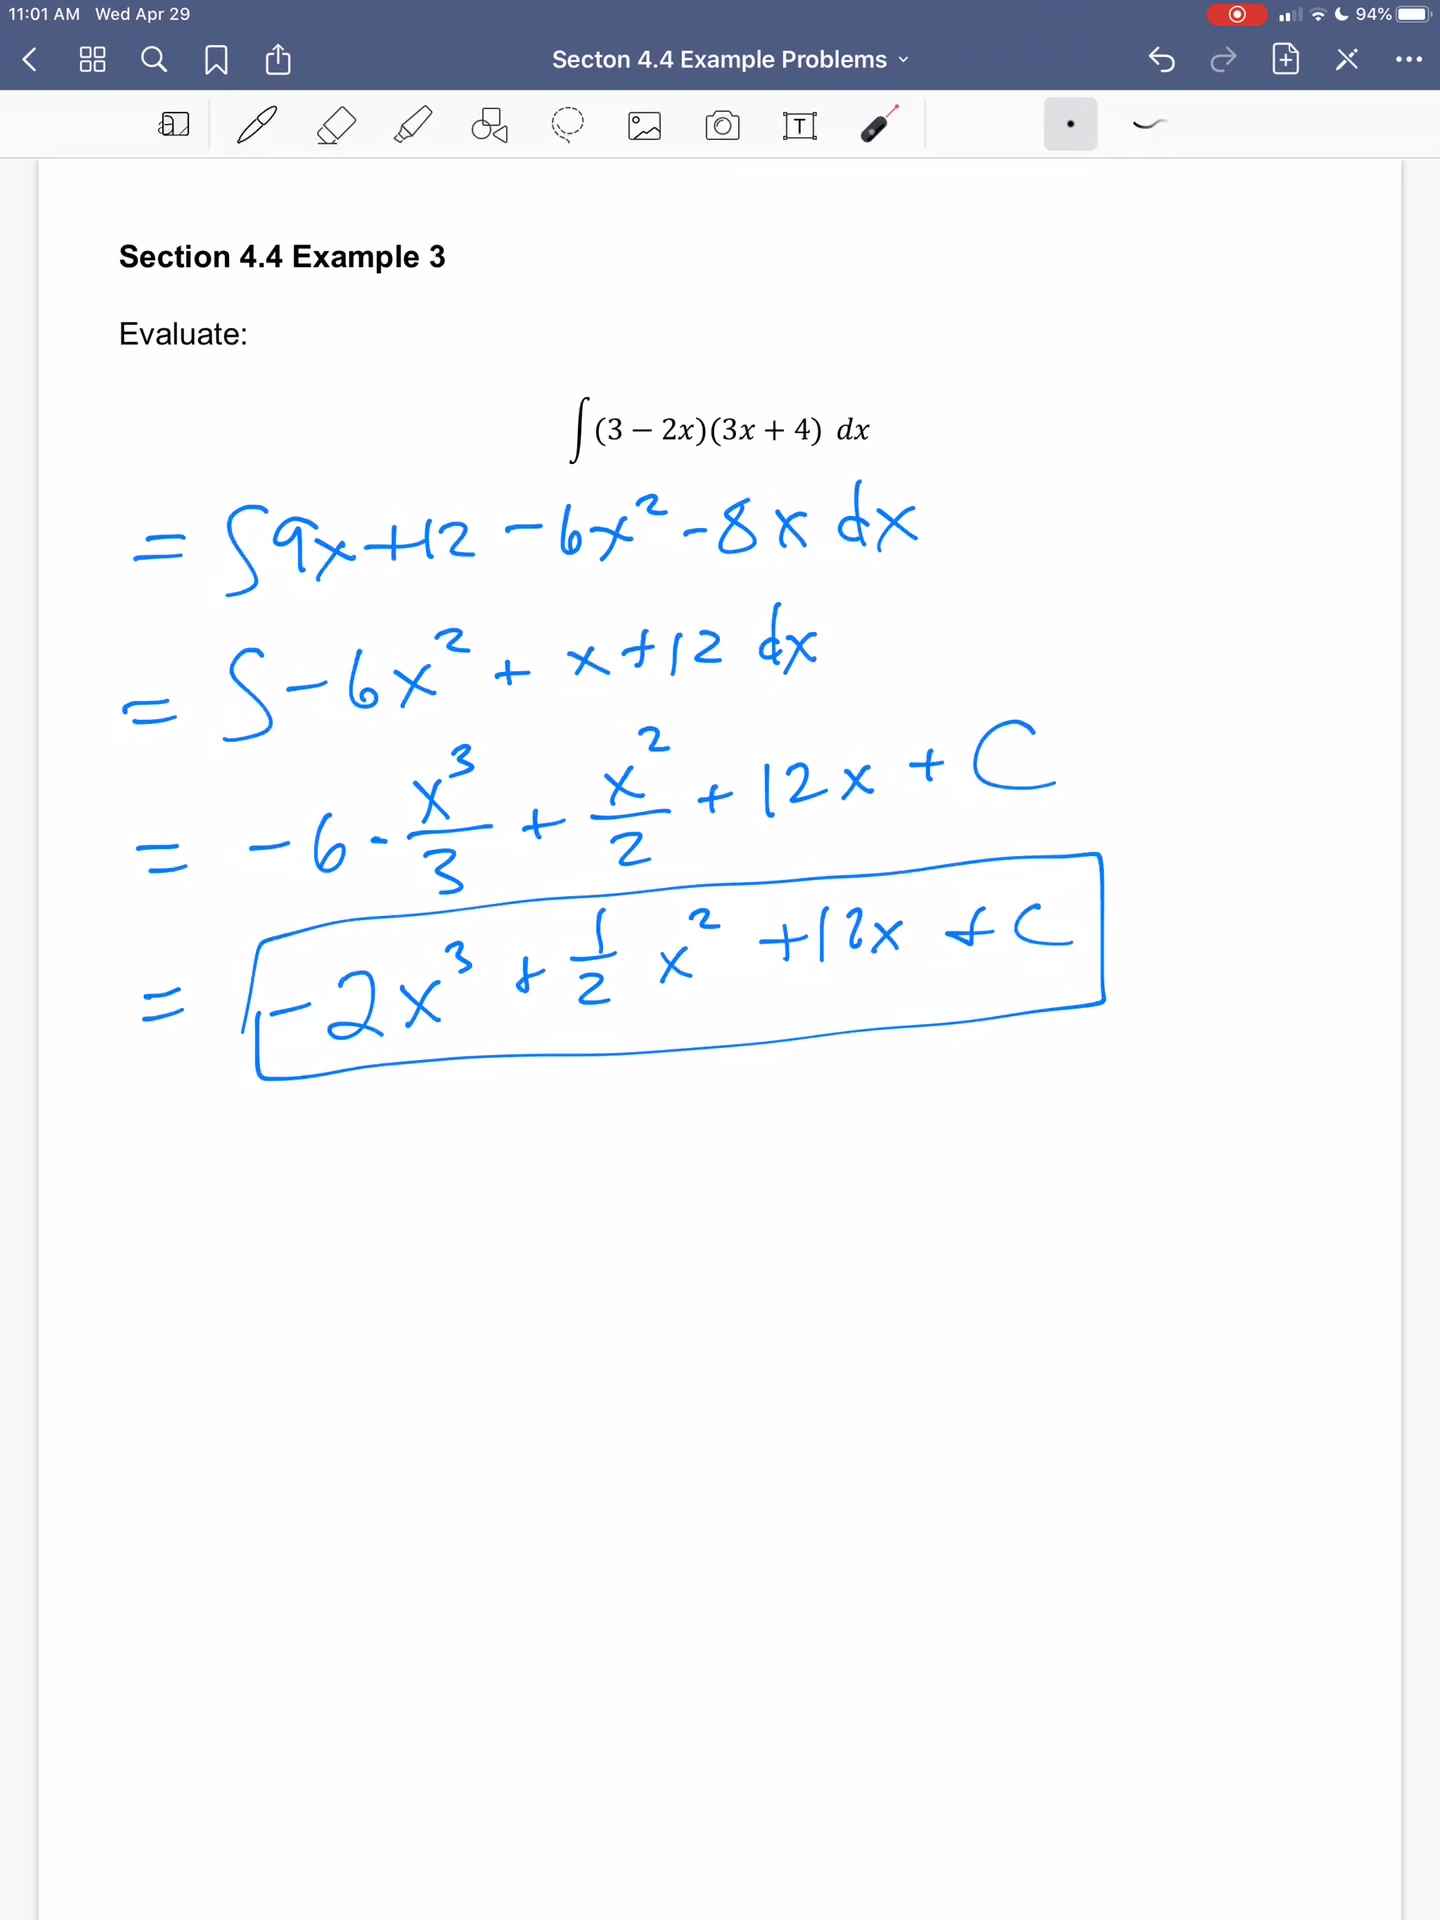 11:01 AM Wed Apr 29 94%
Secton 4.4 Example Problems
Section 4.4 Example 3
Evaluate:
∫(3 − 2x)(3x + 4) dx
= ∫9x+12 -6x² -8x dx
= ∫-6x² + x+12 dx
= -6 · x³/3 + x²/2 + 12x + C
= -2x³ + 1/2 x² +12x + C